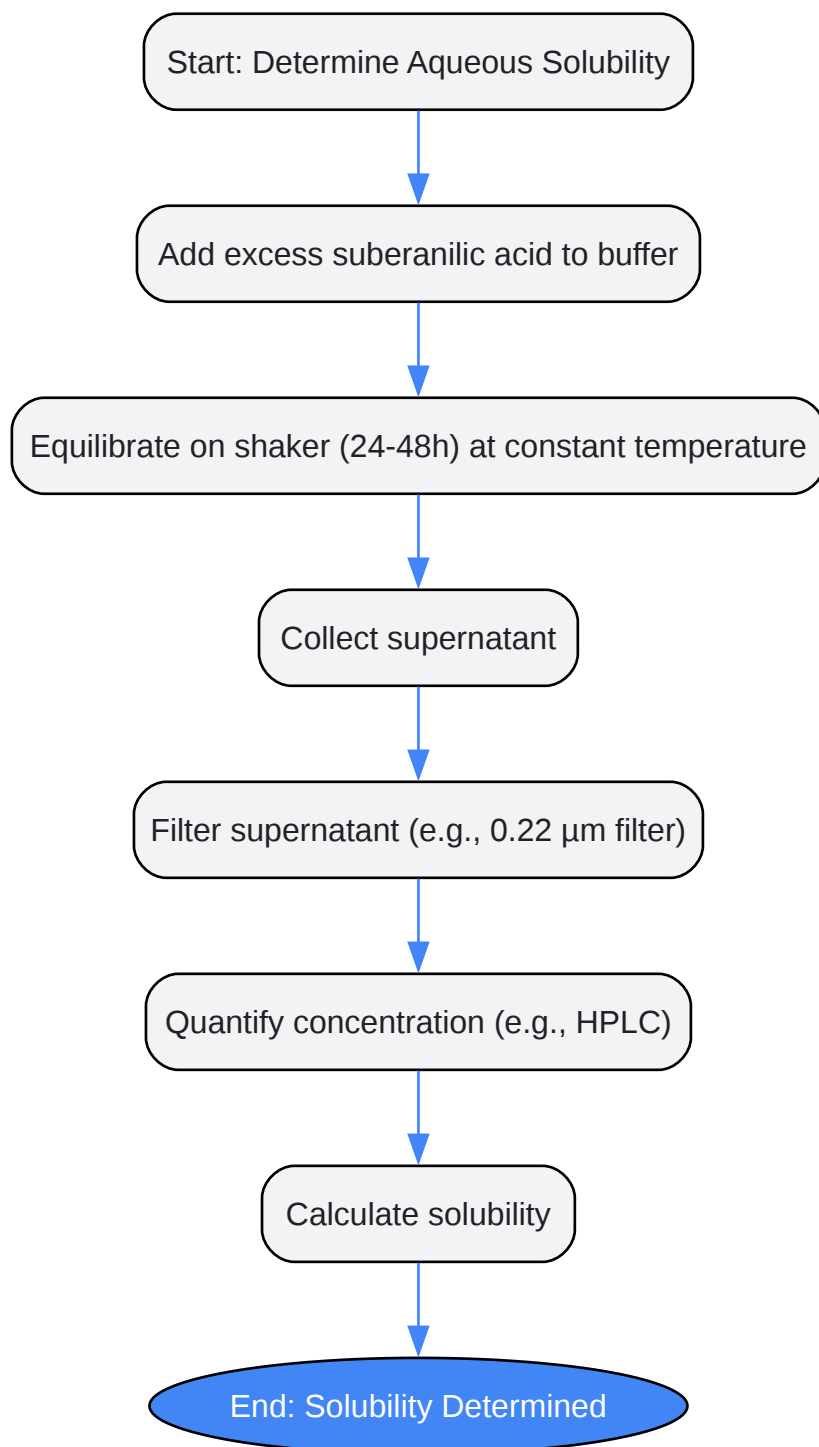 Start: Determine Aqueous Solubility
Add excess suberanilic acid to buffer
Equilibrate on shaker (24-48h) at constant temperature
Collect supernatant
Filter supernatant (e.g., 0.22 µm filter)
Quantify concentration (e.g., HPLC)
Calculate solubility
End: Solubility Determined